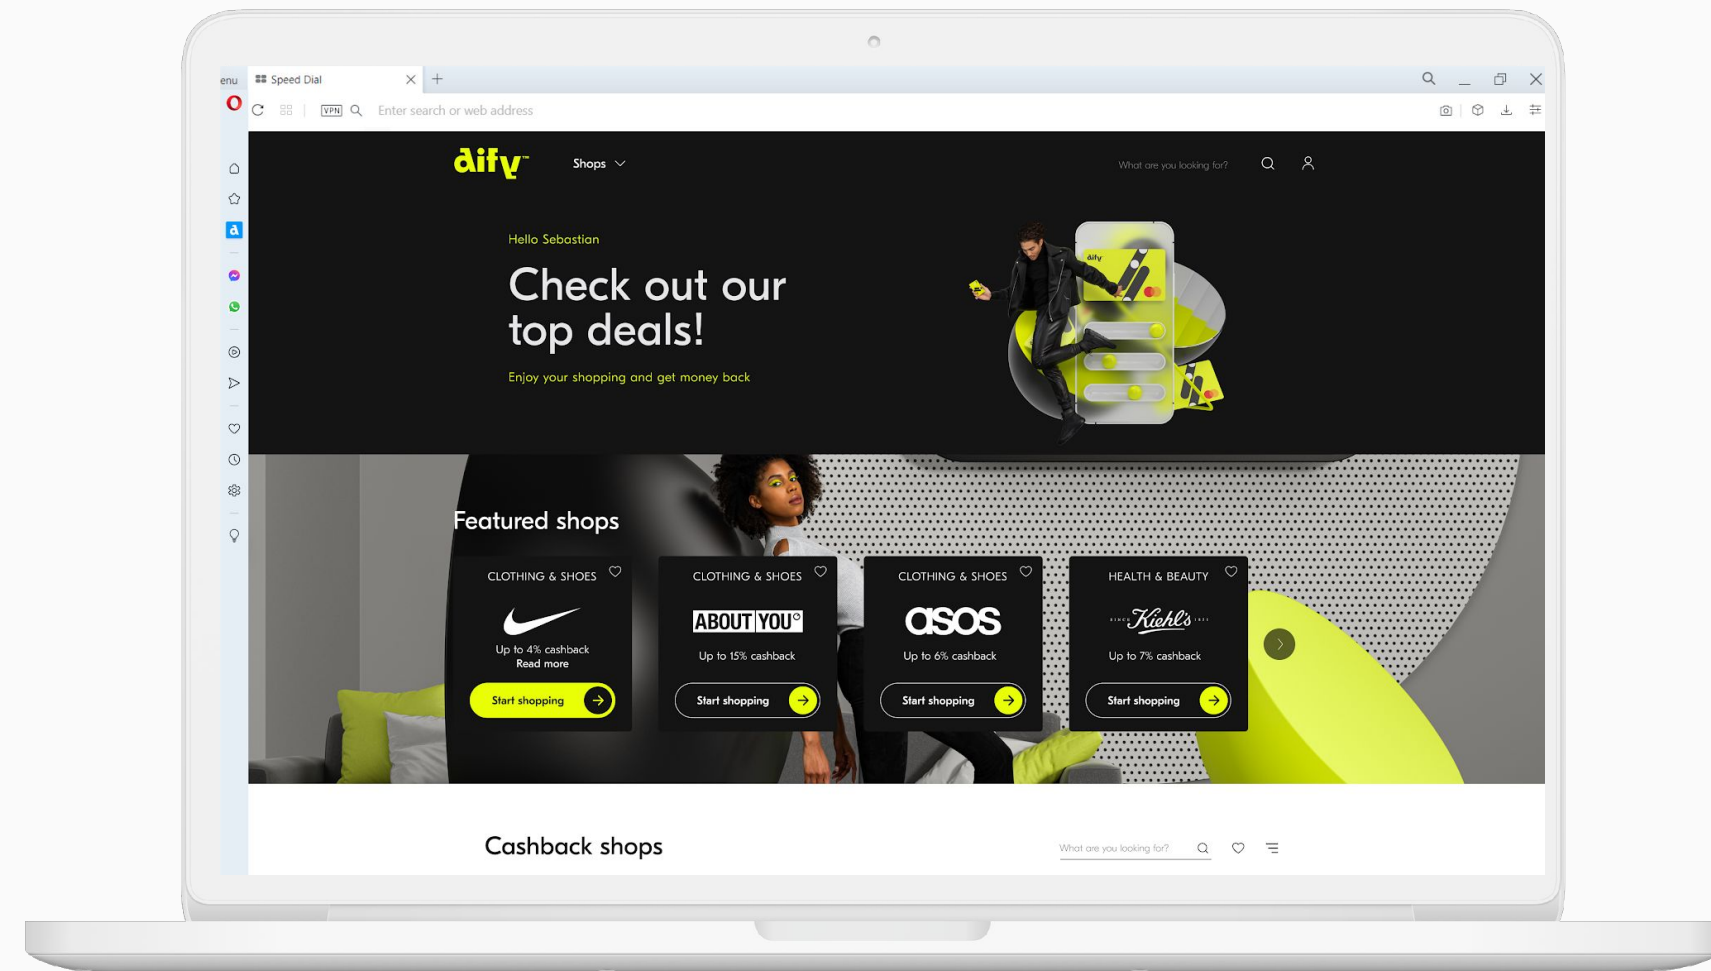 enu
Speed Dial
VPN
Enter search or web address
dify™
Shops
What are you looking for?
Hello Sebastian
Check out our
top deals!
Enjoy your shopping and get money back
dify
Featured shops
CLOTHING & SHOES
Up to 4% cashback
Read more
Start shopping
CLOTHING & SHOES
ABOUT YOU°
Up to 15% cashback
Start shopping
CLOTHING & SHOES
asos
Up to 6% cashback
Start shopping
HEALTH & BEAUTY
SINCE Kiehl's 1851
Up to 7% cashback
Start shopping
Cashback shops
What are you looking for?